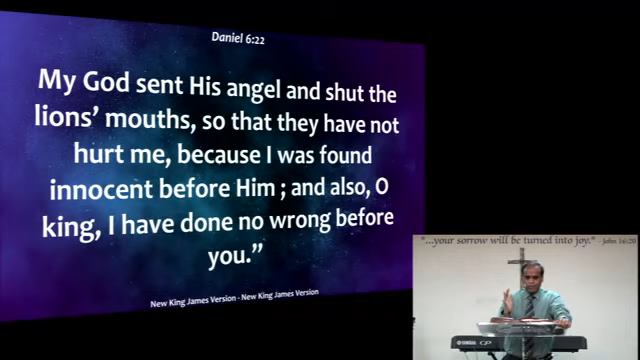 Daniel 6:22
My God sent His angel and shut the
lions’ mouths, so that they have not
hurt me, because I was found
innocent before Him ; and also, O
king, I have done no wrong before
you.”
New King James Version - New King James Version
"...your sorrow will be turned into joy." - John 16:20
YAMAHA CP